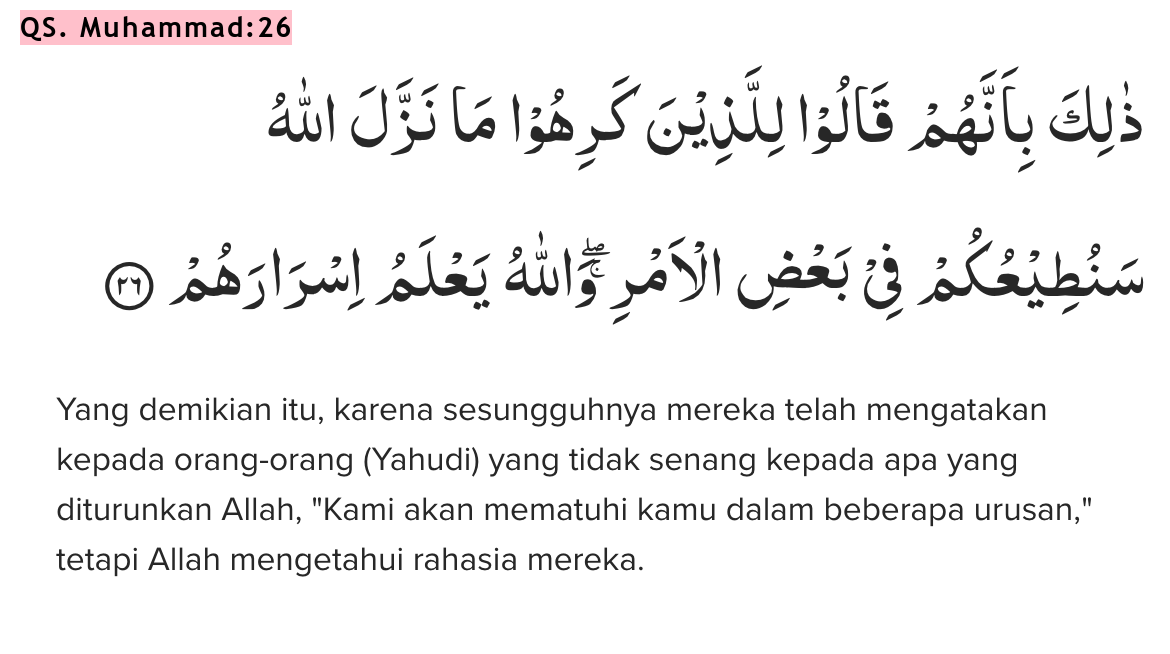 QS. Muhammad:26
ذٰلِكَ بِاَنَّهُمْ قَالُوْا لِلَّذِيْنَ كَرِهُوْا مَا نَزَّلَ اللّٰهُ
سَنُطِيْعُكُمْ فِيْ بَعْضِ الْاَمْرِۚ وَاللّٰهُ يَعْلَمُ اِسْرَارَهُمْ ٢٦
Yang demikian itu, karena sesungguhnya mereka telah mengatakan
kepada orang-orang (Yahudi) yang tidak senang kepada apa yang
diturunkan Allah, "Kami akan mematuhi kamu dalam beberapa urusan,"
tetapi Allah mengetahui rahasia mereka.